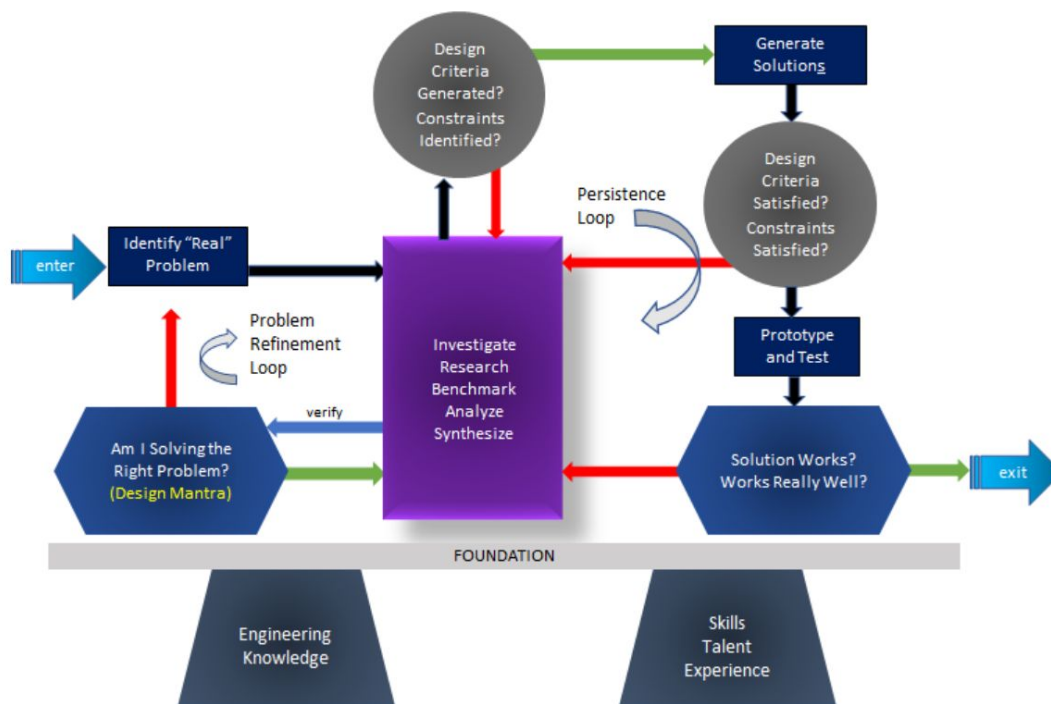 Design
Criteria
Generated?
Constraints
Identified?
Generate
Solutions
Design
Criteria
Satisfied?
Constraints
Satisfied?
Persistence
Loop
enter
Identify “Real”
Problem
Problem
Refinement
Loop
Investigate
Research
Benchmark
Analyze
Synthesize
Prototype
and Test
verify
Am I Solving the
Right Problem?
(Design Mantra)
Solution Works?
Works Really Well?
exit
FOUNDATION
Engineering
Knowledge
Skills
Talent
Experience